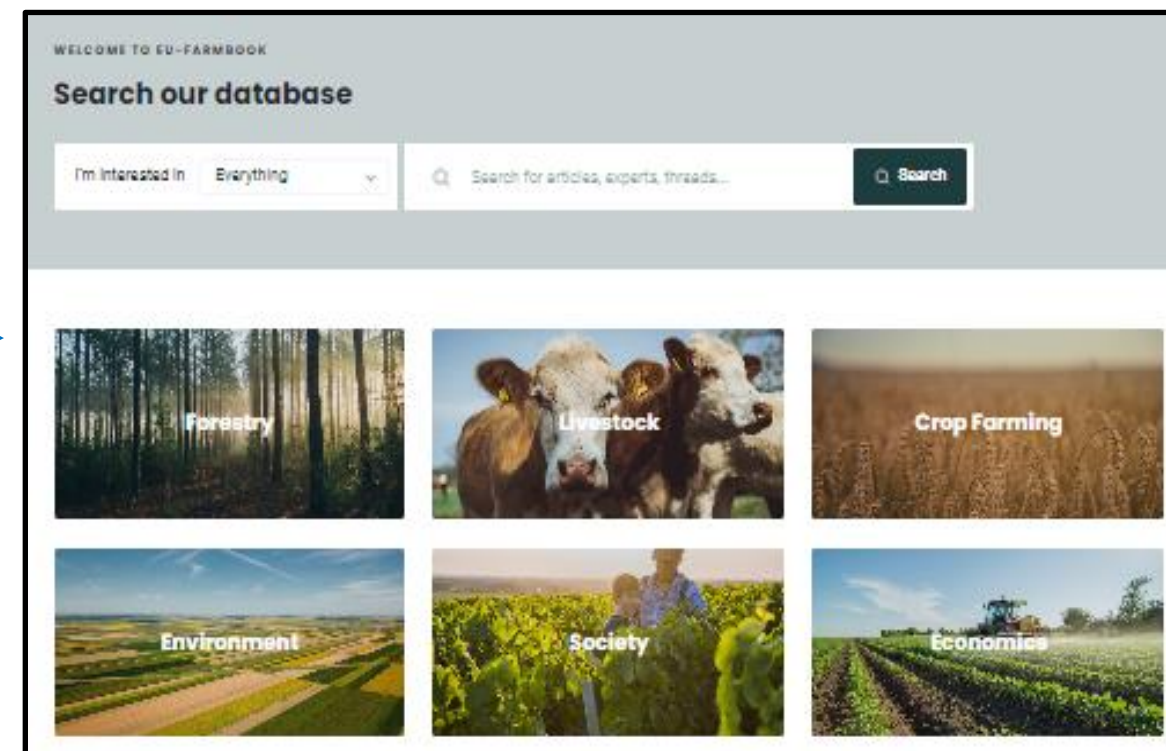 WELCOME TO EU-FARMBOOK
Search our database
I'm Interested in Everything
Search for articles, experts, threads...
Search
Forestry
Livestock
Crop Farming
Environment
Society
Economics